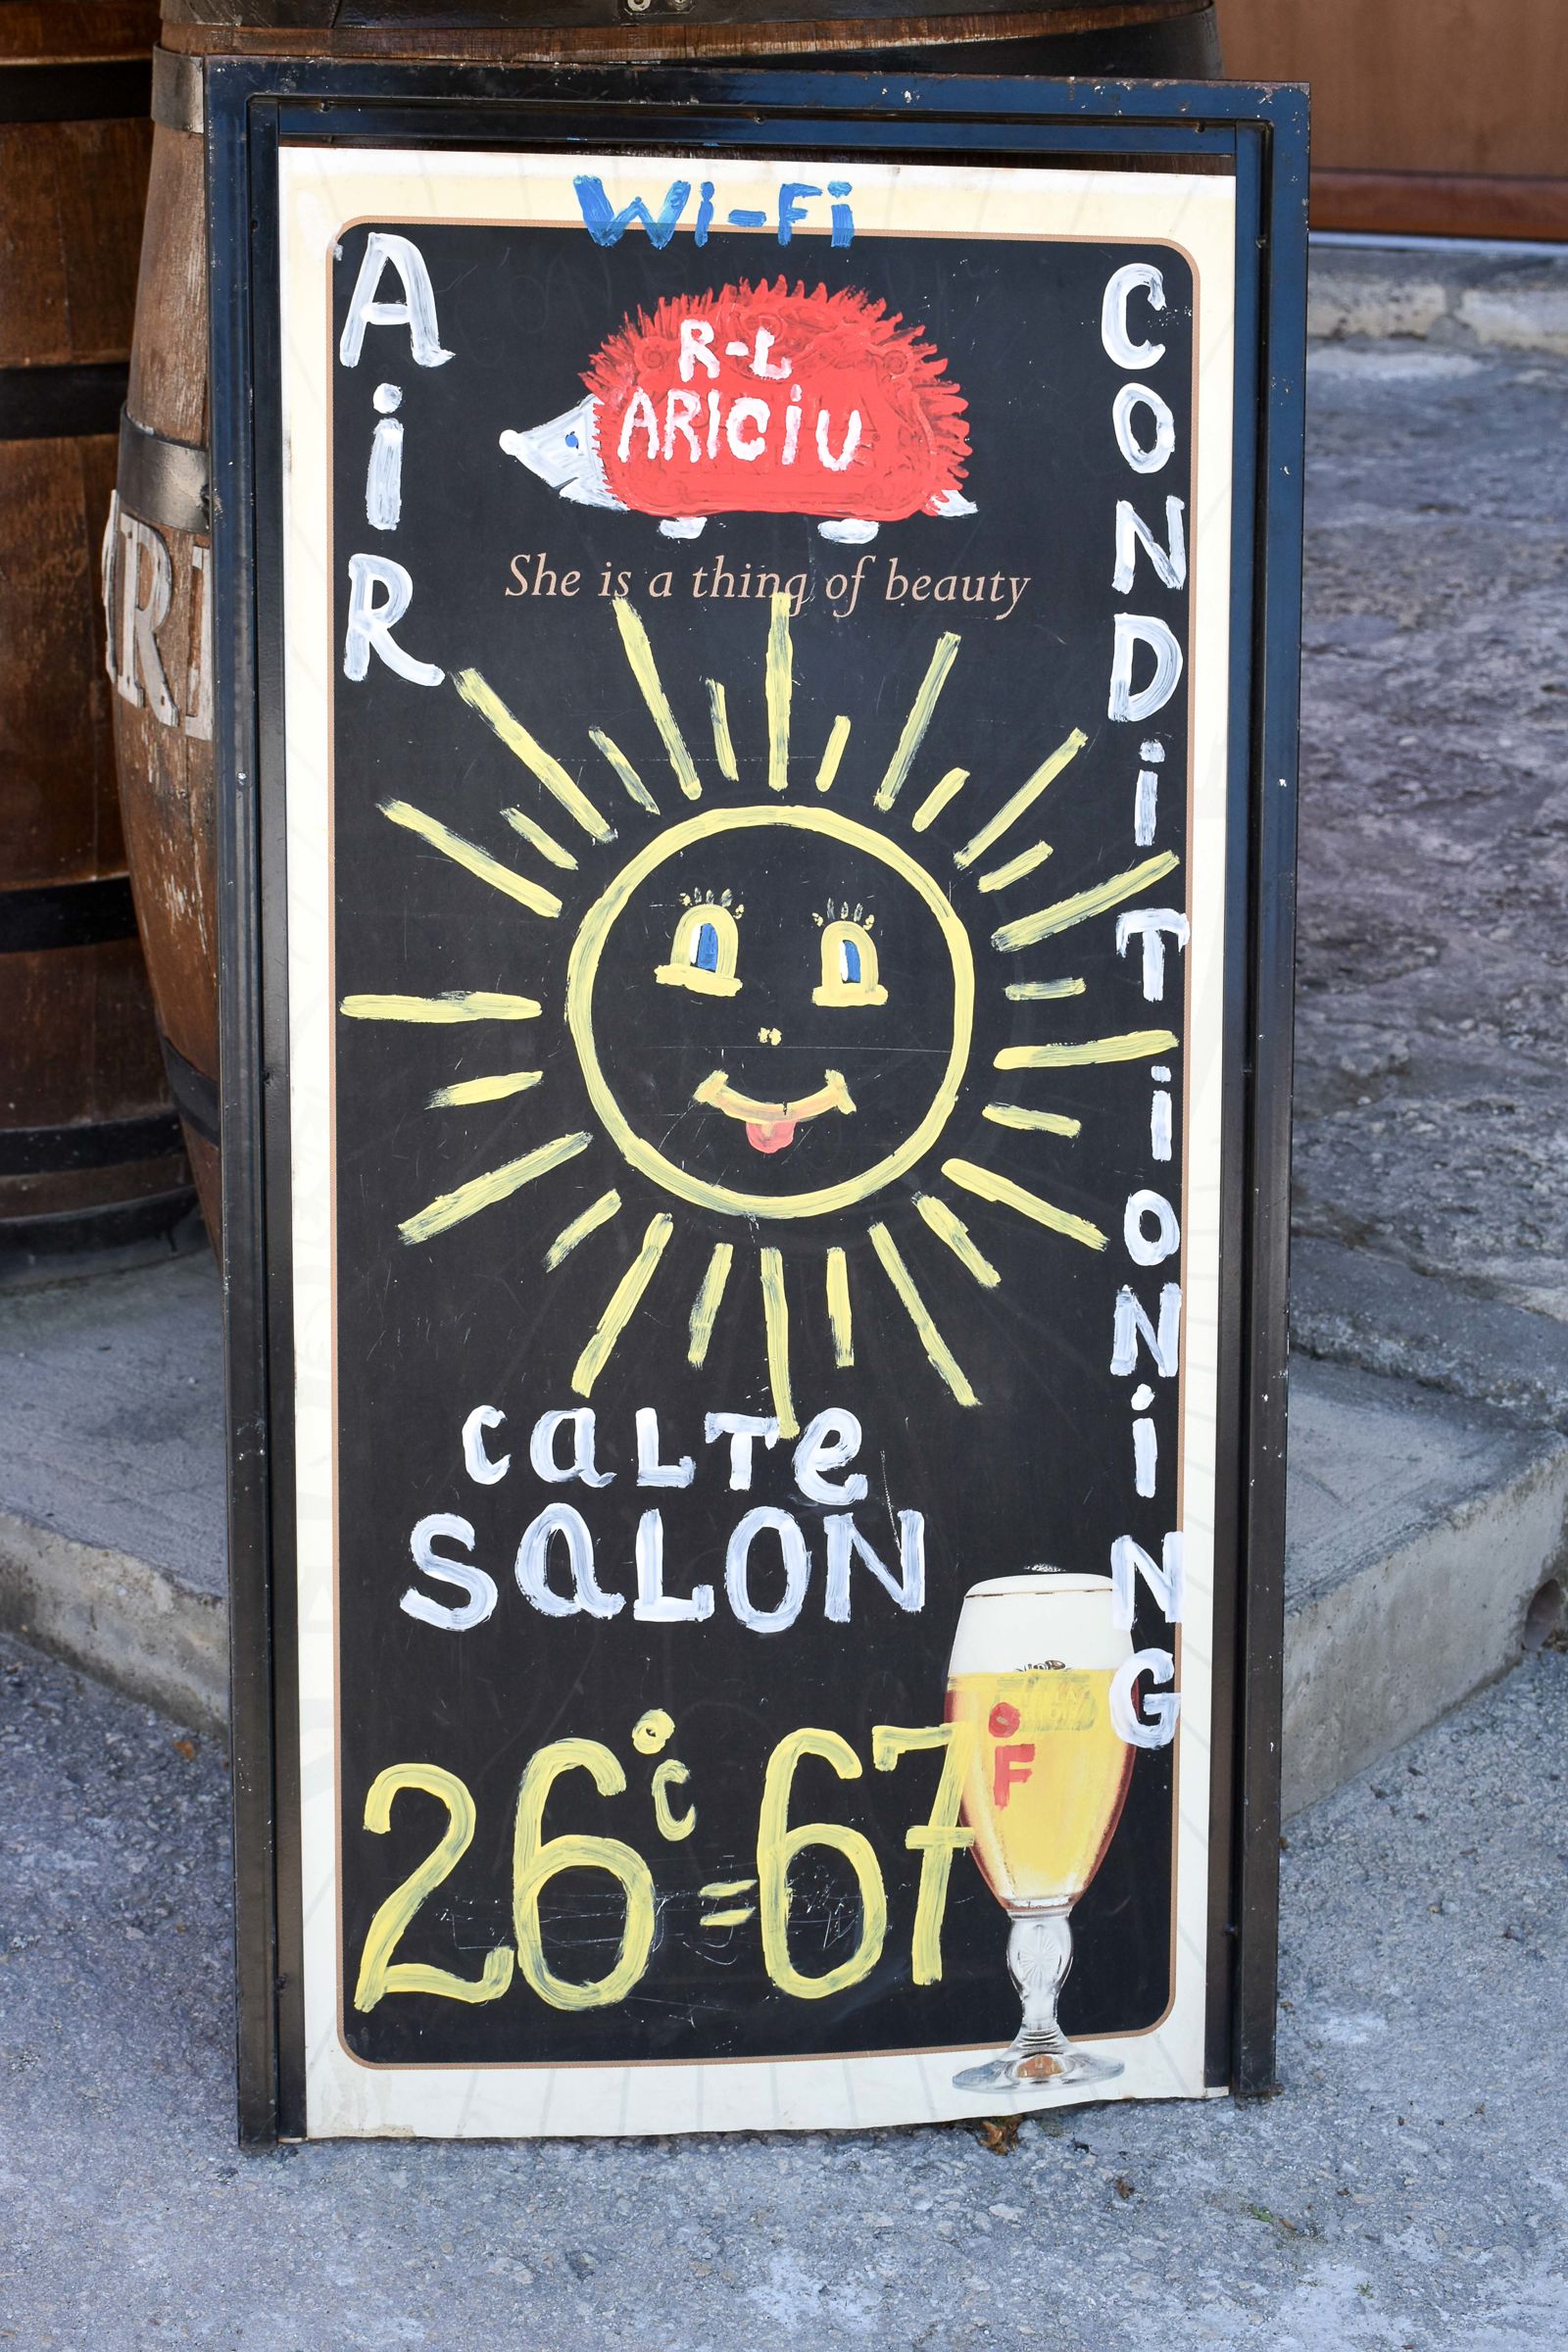 Wi-Fi
AiR
CONDiTiONiNG
R-L
ARICiU
She is a thing of beauty
caLTe
SaLON
26°c=67°F